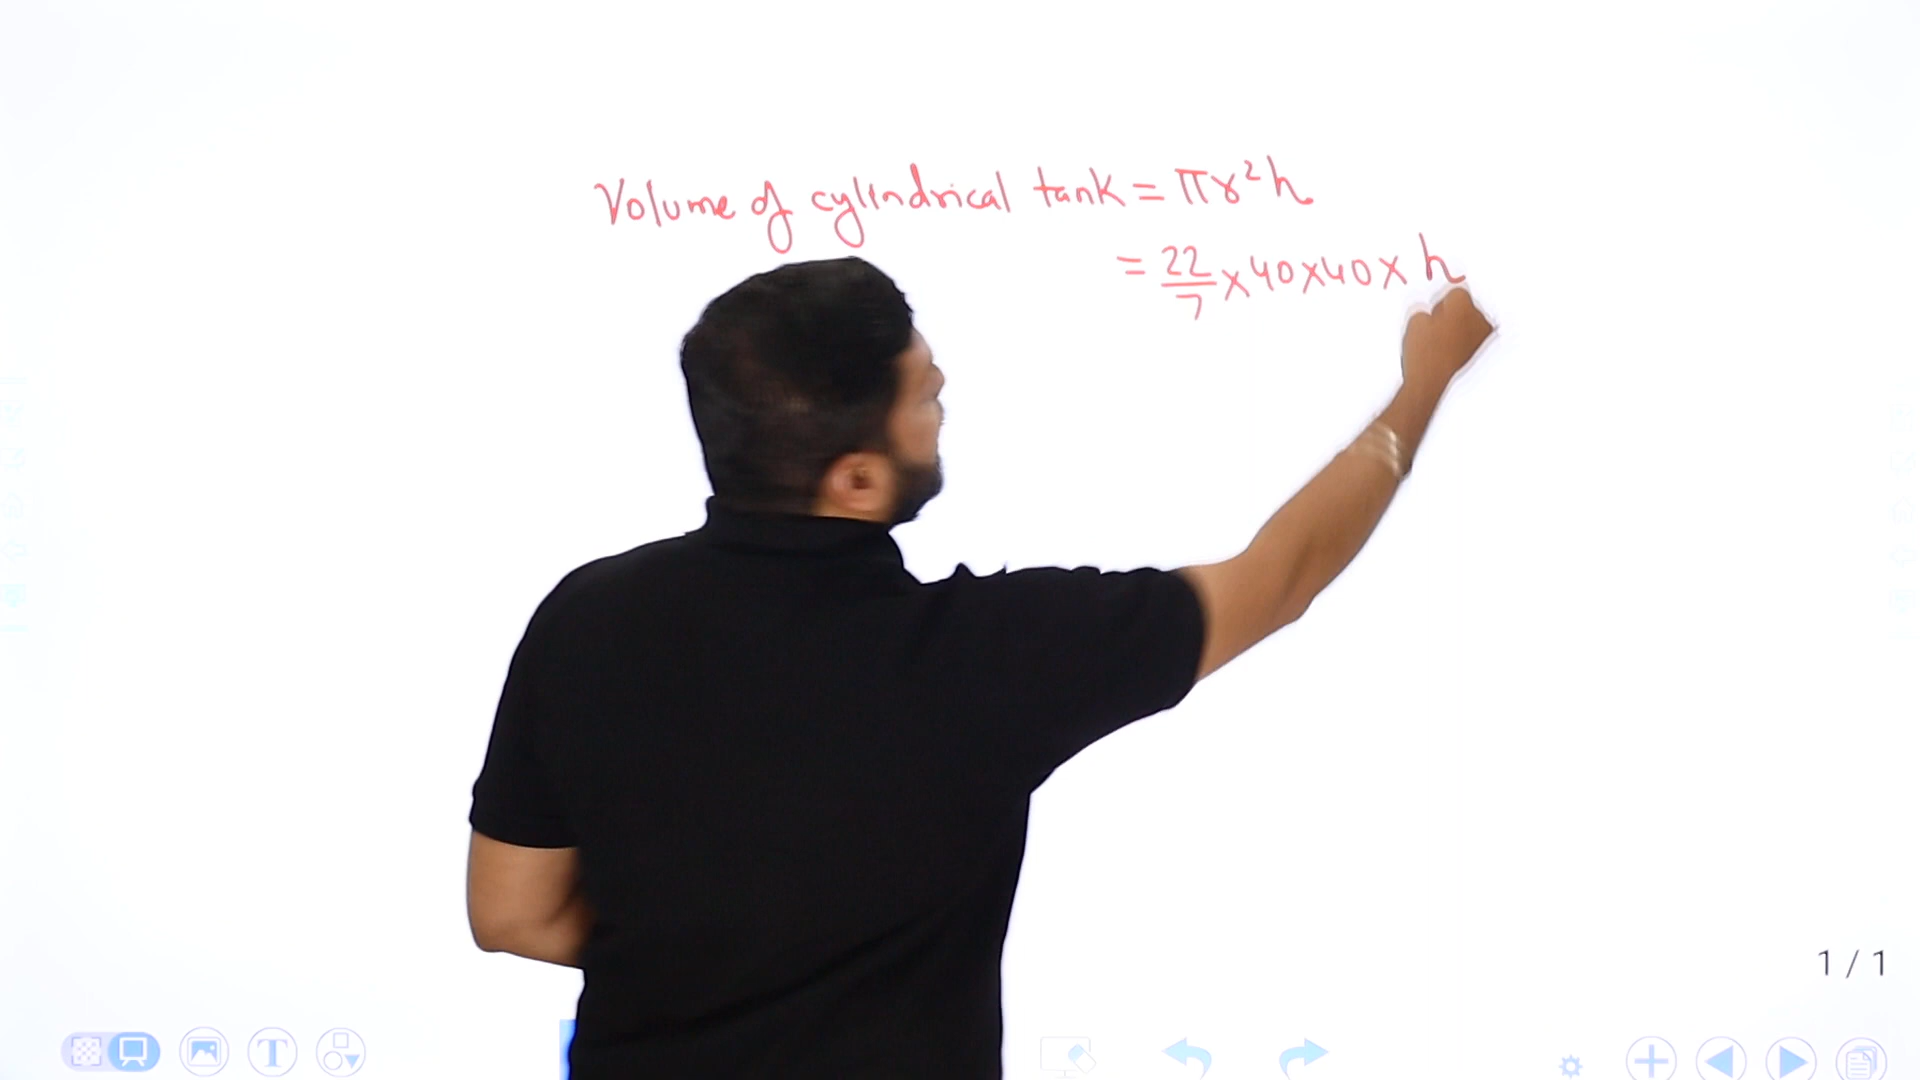 Volume of cylindrical tank = πr²h
= 22/7 × 40 × 40 × h
1 / 1
T